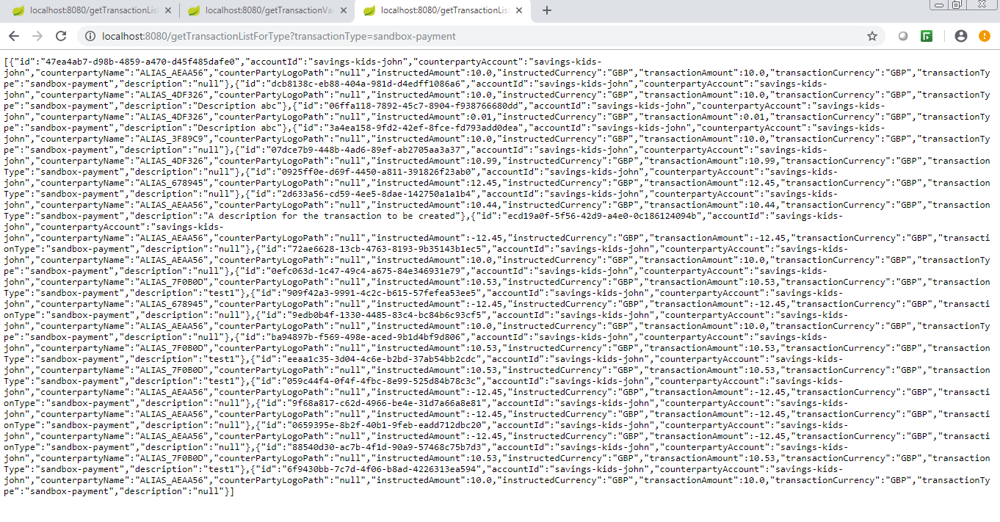 localhost:8080/getTransactionList
localhost:8080/getTransactionVal
localhost:8080/getTransactionList
localhost:8080/getTransactionListForType?transactionType=sandbox-payment
[{"id":"47ea4ab7-d98b-4859-a470-d45f485dafe0","accountId":"savings-kids-john","counterpartyAccount":"savings-kids-
john","counterpartyName":"ALIAS_AEAA56","counterPartyLogoPath":"null","instructedAmount":10.0,"instructedCurrency":"GBP","transactionAmount":10.0,"transactionCurrency":"GBP","transactionTy
pe":"sandbox-payment","description":"null"},{"id":"dcb8138c-eb88-404a-981d-d4edff1086a6","accountId":"savings-kids-john","counterpartyAccount":"savings-kids-
john","counterpartyName":"ALIAS_4DF326","counterPartyLogoPath":"null","instructedAmount":10.0,"instructedCurrency":"GBP","transactionAmount":10.0,"transactionCurrency":"GBP","transactionTy
pe":"sandbox-payment","description":"Description abc"},{"id":"06ffa118-7892-45c7-8904-f938766680dd","accountId":"savings-kids-john","counterpartyAccount":"savings-kids-
john","counterpartyName":"ALIAS_4DF326","counterPartyLogoPath":"null","instructedAmount":0.01,"instructedCurrency":"GBP","transactionAmount":0.01,"transactionCurrency":"GBP","transactionTy
pe":"sandbox-payment","description":"Description abc"},{"id":"3a4ea158-9fd2-42ef-8fce-fd793add0dea","accountId":"savings-kids-john","counterpartyAccount":"savings-kids-
john","counterpartyName":"ALIAS_3F89C9","counterPartyLogoPath":"null","instructedAmount":10.0,"instructedCurrency":"GBP","transactionAmount":10.0,"transactionCurrency":"GBP","transactionTy
pe":"sandbox-payment","description":"null"},{"id":"07dce7b9-448b-4ad6-89ef-ab2705aa3a37","accountId":"savings-kids-john","counterpartyAccount":"savings-kids-
john","counterpartyName":"ALIAS_4DF326","counterPartyLogoPath":"null","instructedAmount":10.99,"instructedCurrency":"GBP","transactionAmount":10.99,"transactionCurrency":"GBP","transaction
Type":"sandbox-payment","description":"null"},{"id":"0925ff0e-d69f-4450-a811-391826f23ab0","accountId":"savings-kids-john","counterpartyAccount":"savings-kids-
john","counterpartyName":"ALIAS_678945","counterPartyLogoPath":"null","instructedAmount":12.45,"instructedCurrency":"GBP","transactionAmount":12.45,"transactionCurrency":"GBP","transaction
Type":"sandbox-payment","description":"null"},{"id":"2d633a56-cd59-4ee5-8dae-142750a1a1b4","accountId":"savings-kids-john","counterpartyAccount":"savings-kids-
john","counterpartyName":"ALIAS_AEAA56","counterPartyLogoPath":"null","instructedAmount":10.44,"instructedCurrency":"GBP","transactionAmount":10.44,"transactionCurrency":"GBP","transaction
Type":"sandbox-payment","description":"A description for the transaction to be created"},{"id":"ecd19a0f-5f56-42d9-a4e0-0c186124094b","accountId":"savings-kids-
john","counterpartyAccount":"savings-kids-
john","counterpartyName":"ALIAS_AEAA56","counterPartyLogoPath":"null","instructedAmount":-12.45,"instructedCurrency":"GBP","transactionAmount":-12.45,"transactionCurrency":"GBP","transacti
onType":"sandbox-payment","description":"null"},{"id":"72ae6628-13cb-4763-8193-9b35143b1ec5","accountId":"savings-kids-john","counterpartyAccount":"savings-kids-
john","counterpartyName":"ALIAS_AEAA56","counterPartyLogoPath":"null","instructedAmount":10.0,"instructedCurrency":"GBP","transactionAmount":10.0,"transactionCurrency":"GBP","transactionTy
pe":"sandbox-payment","description":"null"},{"id":"0efc063d-1c47-49c4-a675-84e346931e79","accountId":"savings-kids-john","counterpartyAccount":"savings-kids-
john","counterpartyName":"ALIAS_7F0B0D","counterPartyLogoPath":"null","instructedAmount":10.53,"instructedCurrency":"GBP","transactionAmount":10.53,"transactionCurrency":"GBP","transaction
Type":"sandbox-payment","description":"test1"},{"id":"909f42a3-9991-4c2c-b615-57fefea53ee5","accountId":"savings-kids-john","counterpartyAccount":"savings-kids-
john","counterpartyName":"ALIAS_678945","counterPartyLogoPath":"null","instructedAmount":-12.45,"instructedCurrency":"GBP","transactionAmount":-12.45,"transactionCurrency":"GBP","transacti
onType":"sandbox-payment","description":"null"},{"id":"9edb0b4f-1330-4485-83c4-bc84b6c93cf5","accountId":"savings-kids-john","counterpartyAccount":"savings-kids-
john","counterpartyName":"ALIAS_AEAA56","counterPartyLogoPath":"null","instructedAmount":10.0,"instructedCurrency":"GBP","transactionAmount":10.0,"transactionCurrency":"GBP","transactionTy
pe":"sandbox-payment","description":"null"},{"id":"ba94897b-f569-498e-aced-9b1d4bf9d806","accountId":"savings-kids-john","counterpartyAccount":"savings-kids-
john","counterpartyName":"ALIAS_7F0B0D","counterPartyLogoPath":"null","instructedAmount":10.53,"instructedCurrency":"GBP","transactionAmount":10.53,"transactionCurrency":"GBP","transaction
Type":"sandbox-payment","description":"test1"},{"id":"eeaa1c35-3d04-4c6e-b2bd-37ab54bb2cdc","accountId":"savings-kids-john","counterpartyAccount":"savings-kids-
john","counterpartyName":"ALIAS_7F0B0D","counterPartyLogoPath":"null","instructedAmount":10.53,"instructedCurrency":"GBP","transactionAmount":10.53,"transactionCurrency":"GBP","transaction
Type":"sandbox-payment","description":"test1"},{"id":"059c44f4-0f4f-4fbc-8e99-525d84b78c3c","accountId":"savings-kids-john","counterpartyAccount":"savings-kids-
john","counterpartyName":"ALIAS_AEAA56","counterPartyLogoPath":"null","instructedAmount":-12.45,"instructedCurrency":"GBP","transactionAmount":-12.45,"transactionCurrency":"GBP","transacti
onType":"sandbox-payment","description":"null"},{"id":"9f68a817-c62d-4966-be4e-31d7a66a8e81","accountId":"savings-kids-john","counterpartyAccount":"savings-kids-
john","counterpartyName":"ALIAS_AEAA56","counterPartyLogoPath":"null","instructedAmount":-12.45,"instructedCurrency":"GBP","transactionAmount":-12.45,"transactionCurrency":"GBP","transacti
onType":"sandbox-payment","description":"null"},{"id":"0659395e-8b2f-40b1-9feb-eadd712dbc20","accountId":"savings-kids-john","counterpartyAccount":"savings-kids-
john","counterpartyName":"ALIAS_AEAA56","counterPartyLogoPath":"null","instructedAmount":-12.45,"instructedCurrency":"GBP","transactionAmount":-12.45,"transactionCurrency":"GBP","transacti
onType":"sandbox-payment","description":"null"},{"id":"88540d30-ac7b-4f1d-90a9-57468c75b7d3","accountId":"savings-kids-john","counterpartyAccount":"savings-kids-
john","counterpartyName":"ALIAS_7F0B0D","counterPartyLogoPath":"null","instructedAmount":10.53,"instructedCurrency":"GBP","transactionAmount":10.53,"transactionCurrency":"GBP","transaction
Type":"sandbox-payment","description":"test1"},{"id":"6f9430bb-7c7d-4f06-b8ad-4226313ea594","accountId":"savings-kids-john","counterpartyAccount":"savings-kids-
john","counterpartyName":"ALIAS_AEAA56","counterPartyLogoPath":"null","instructedAmount":10.0,"instructedCurrency":"GBP","transactionAmount":10.0,"transactionCurrency":"GBP","transactionTy
pe":"sandbox-payment","description":"null"}]